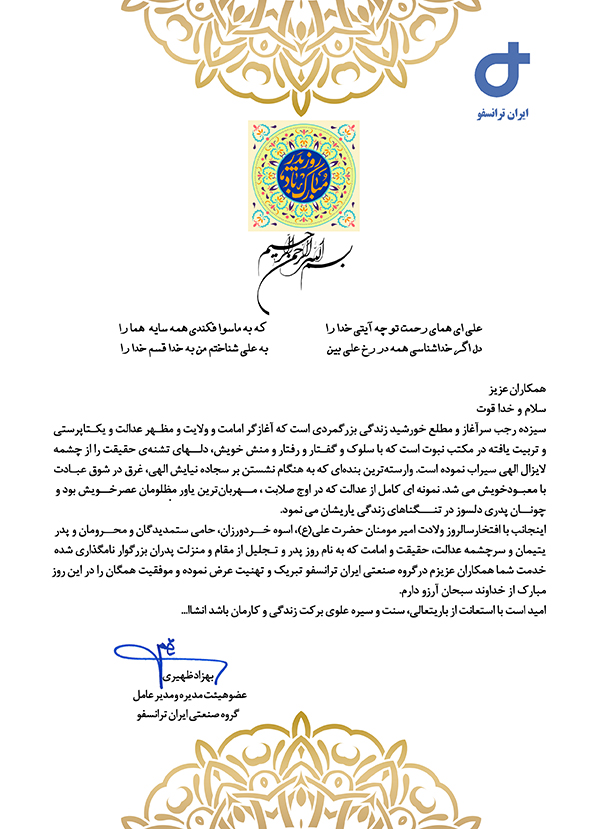 ایران ترانسفو
روز پدر
مبارک باد
بسم الله الرحمن الرحیم
علی ای همای رحمت تو چه آیتی خدا را که به ماسوا فکندی همه سایه هما را
دل اگر خداشناسی همه در رخ علی بین به علی شناختم من به خدا قسم خدا را
همکاران عزیز
سلام و خدا قوت
سیزده رجب سرآغاز و مطلع خورشید زندگی بزرگمردی است که آغازگر امامت و ولایت و مظهر عدالت و یکتاپرستی
و تربیت یافته در مکتب نبوت است که با سلوک و گفتار و رفتار و منش خویش، دلهای تشنه‌ی حقیقت را از چشمه
لایزال الهی سیراب نموده است. وارسته‌ترین بنده‌ای که به هنگام نشستن بر سجاده نیایش الهی، غرق در شوق عبادت
با معبودخویش می شد. نمونه ای کامل از عدالت که در اوج صلابت ، مهربان‌ترین یاور مظلومان عصرخویش بود و
چونان پدری دلسوز در تنگناهای زندگی یاریشان می نمود.
اینجانب با افتخارسالروز ولادت امیر مومنان حضرت علی(ع)، اسوه خردورزان، حامی ستمدیدگان و محرومان و پدر
یتیمان و سرچشمه عدالت، حقیقت و امامت که به نام روز پدر و تجلیل از مقام و منزلت پدران بزرگوار نامگذاری شده
خدمت شما همکاران عزیزم درگروه صنعتی ایران ترانسفو تبریک و تهنیت عرض نموده و موفقیت همگان را در این روز
مبارک از خداوند سبحان آرزو دارم.
امید است با استعانت از باریتعالی، سنت و سیره علوی برکت زندگی و کارمان باشد انشاا...
بهزاد ظهیری
عضو هیئت مدیره و مدیر عامل
گروه صنعتی ایران ترانسفو